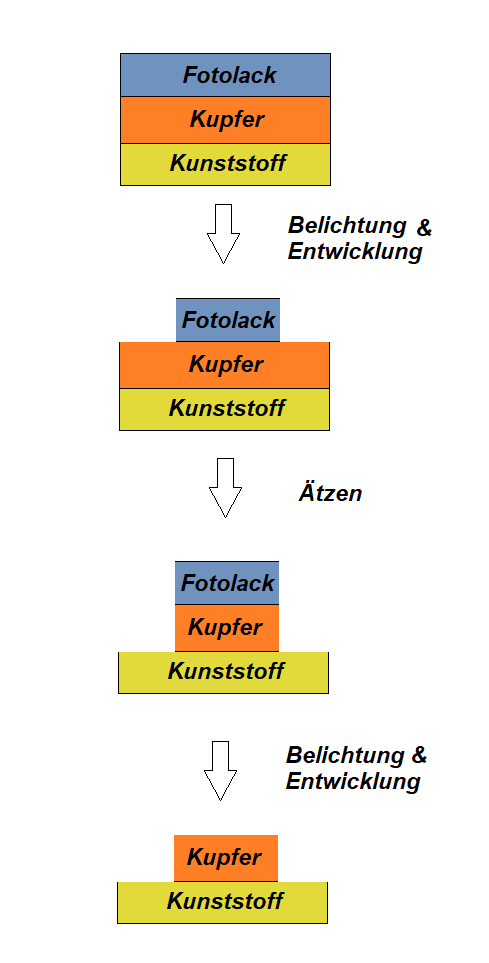 Fotolack
Kupfer
Kunststoff
Belichtung &
Entwicklung
Fotolack
Kupfer
Kunststoff
Ätzen
Fotolack
Kupfer
Kunststoff
Belichtung &
Entwicklung
Kupfer
Kunststoff